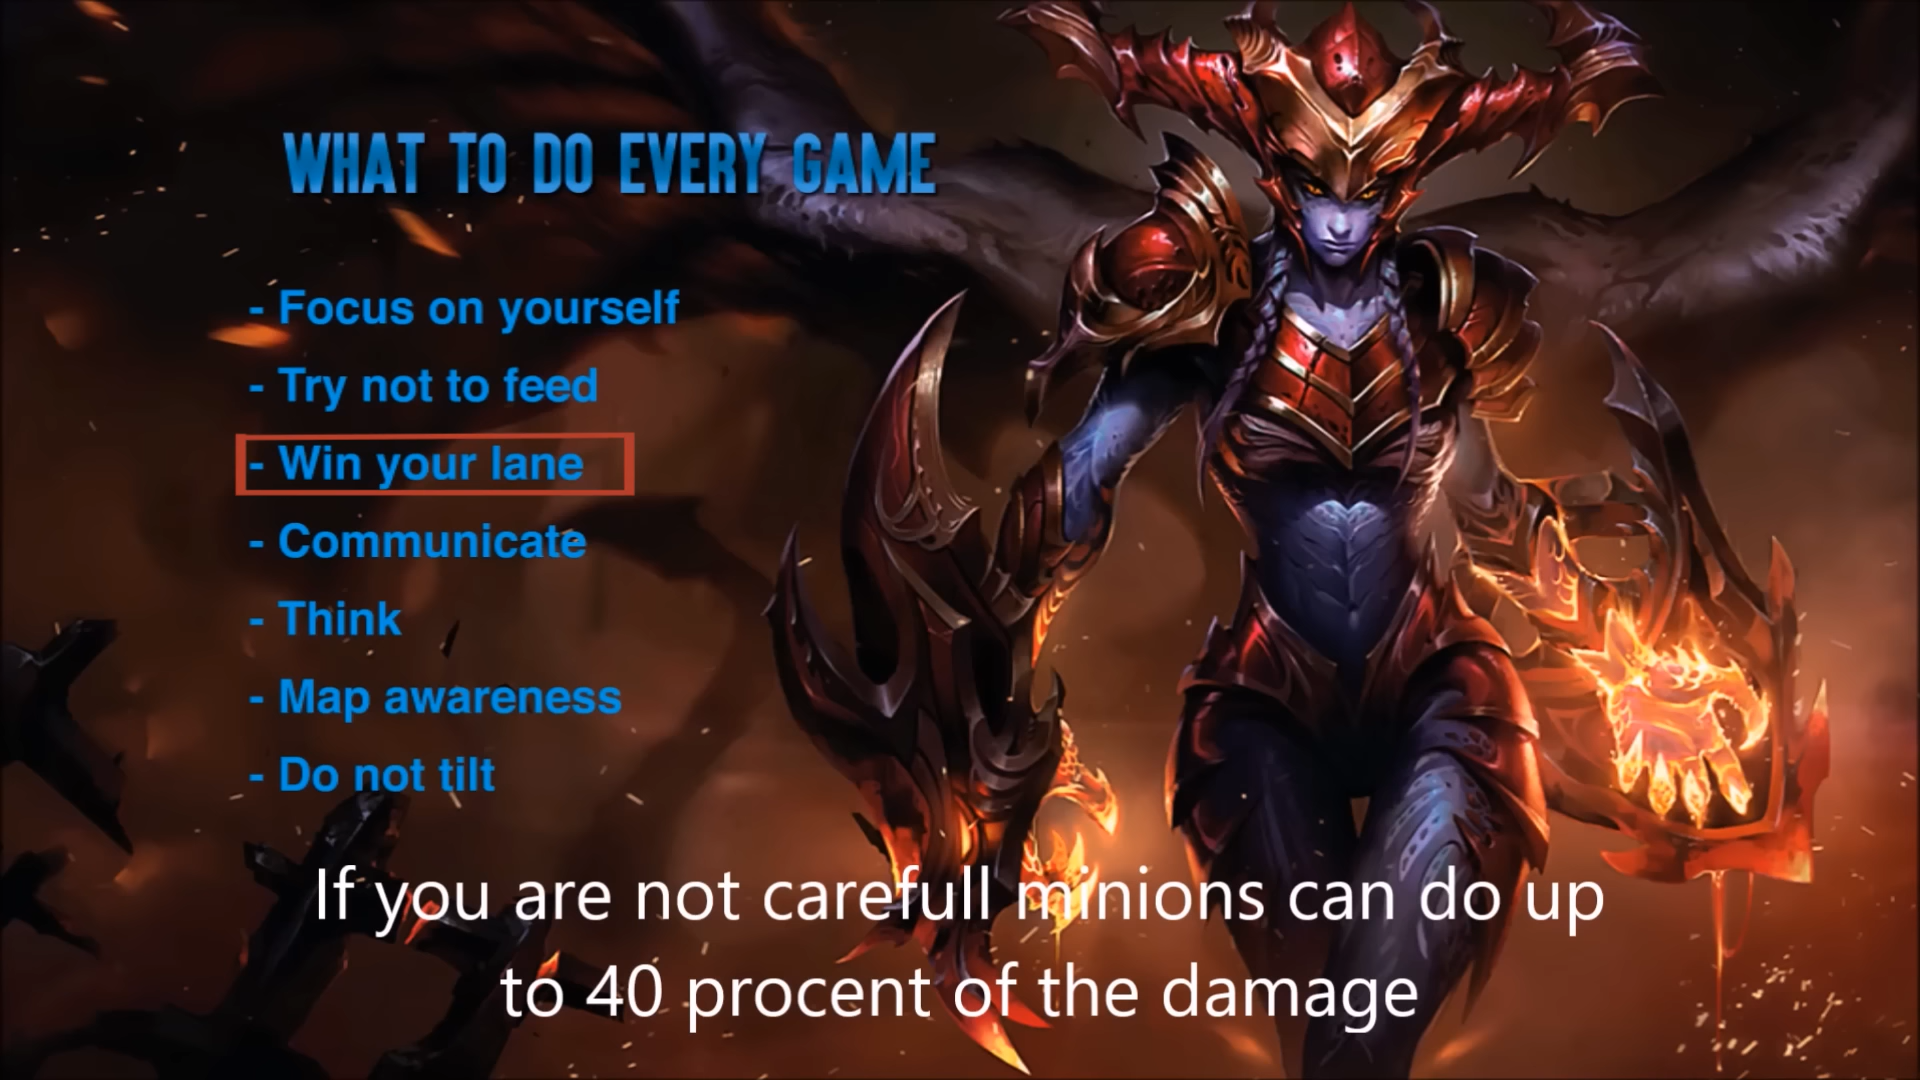 WHAT TO DO EVERY GAME
- Focus on yourself
- Try not to feed
- Win your lane
- Communicate
- Think
- Map awareness
- Do not tilt
If you are not carefull minions can do up
to 40 procent of the damage